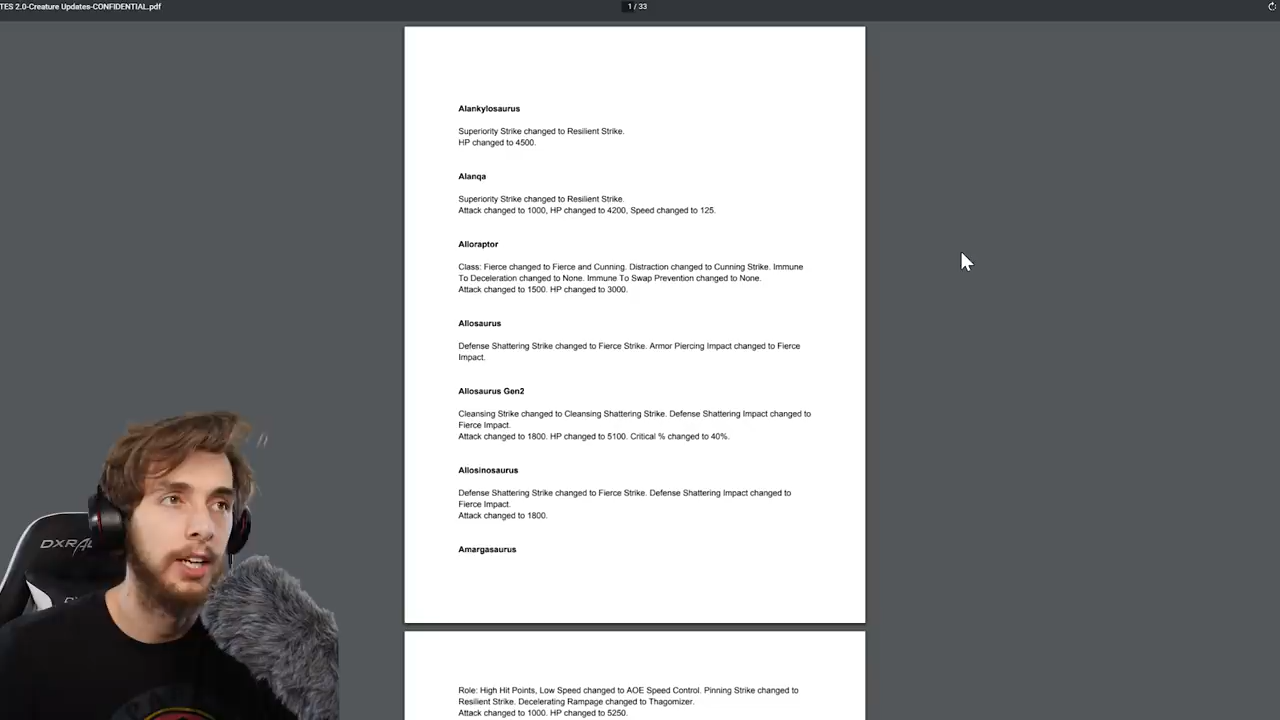 TES 2.0-Creature Updates-CONFIDENTIAL.pdf
1 / 33
Alankylosaurus
Superiority Strike changed to Resilient Strike.
HP changed to 4500.
Alanqa
Superiority Strike changed to Resilient Strike.
Attack changed to 1000, HP changed to 4200, Speed changed to 125.
Alloraptor
Class: Fierce changed to Fierce and Cunning. Distraction changed to Cunning Strike. Immune
To Deceleration changed to None. Immune To Swap Prevention changed to None.
Attack changed to 1500. HP changed to 3000.
Allosaurus
Defense Shattering Strike changed to Fierce Strike. Armor Piercing Impact changed to Fierce
Impact.
Allosaurus Gen2
Cleansing Strike changed to Cleansing Shattering Strike. Defense Shattering Impact changed to
Fierce Impact.
Attack changed to 1800. HP changed to 5100. Critical % changed to 40%.
Allosinosaurus
Defense Shattering Strike changed to Fierce Strike. Defense Shattering Impact changed to
Fierce Impact.
Attack changed to 1800.
Amargasaurus
Role: High Hit Points, Low Speed changed to AOE Speed Control. Pinning Strike changed to
Resilient Strike. Decelerating Rampage changed to Thagomizer.
Attack changed to 1000. HP changed to 5250.